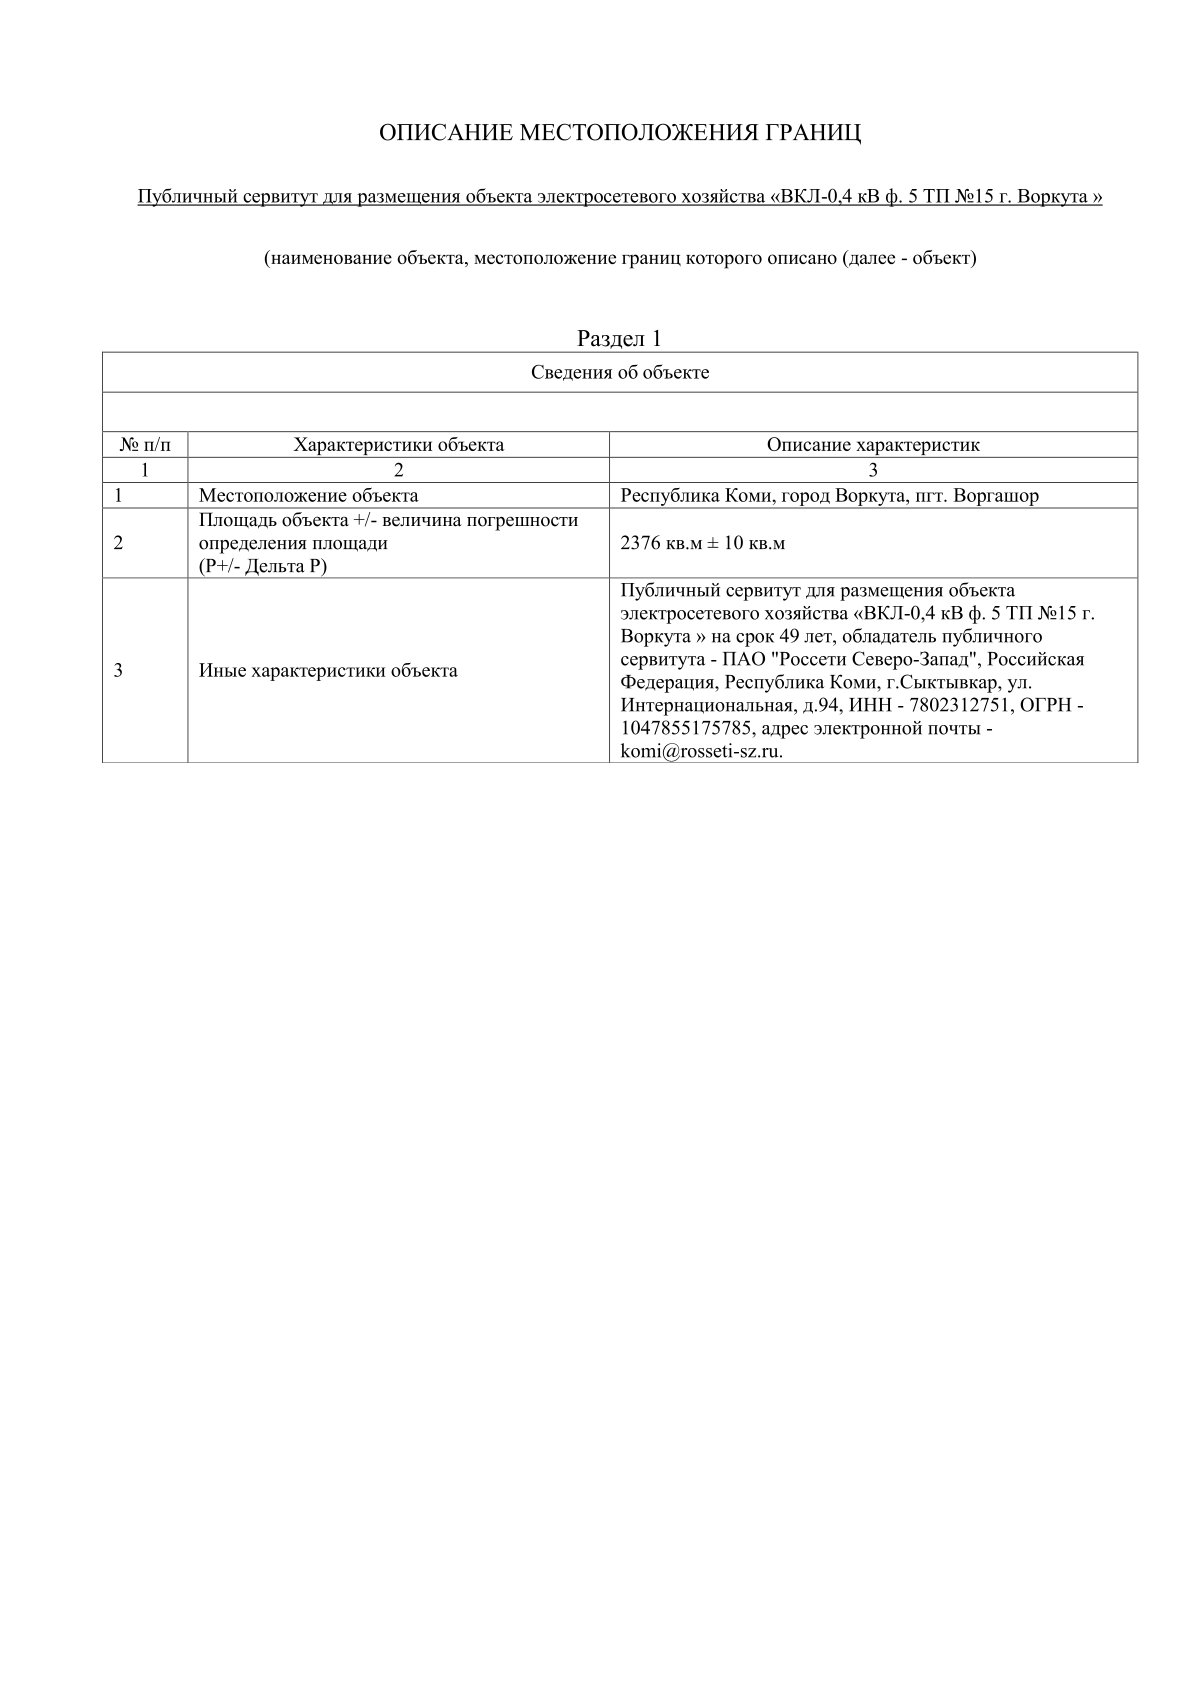 ОПИСАНИЕ МЕСТОПОЛОЖЕНИЯ ГРАНИЦ
Публичный сервитут для размещения объекта электросетевого хозяйства «ВКЛ-0,4 кВ ф. 5 ТП №15 г. Воркута »
(наименование объекта, местоположение границ которого описано (далее - объект)
Раздел 1
Сведения об объекте
№ п/п Характеристики объекта Описание характеристик
1 2 3
1 Местоположение объекта Республика Коми, город Воркута, пгт. Воргашор
2 Площадь объекта +/- величина погрешности
определения площади
(Р+/- Дельта Р)
2376 кв.м ± 10 кв.м
3 Иные характеристики объекта
Публичный сервитут для размещения объекта
электросетевого хозяйства «ВКЛ-0,4 кВ ф. 5 ТП №15 г.
Воркута » на срок 49 лет, обладатель публичного
сервитута - ПАО "Россети Северо-Запад", Российская
Федерация, Республика Коми, г.Сыктывкар, ул.
Интернациональная, д.94, ИНН - 7802312751, ОГРН -
1047855175785, адрес электронной почты -
komi@rosseti-sz.ru.